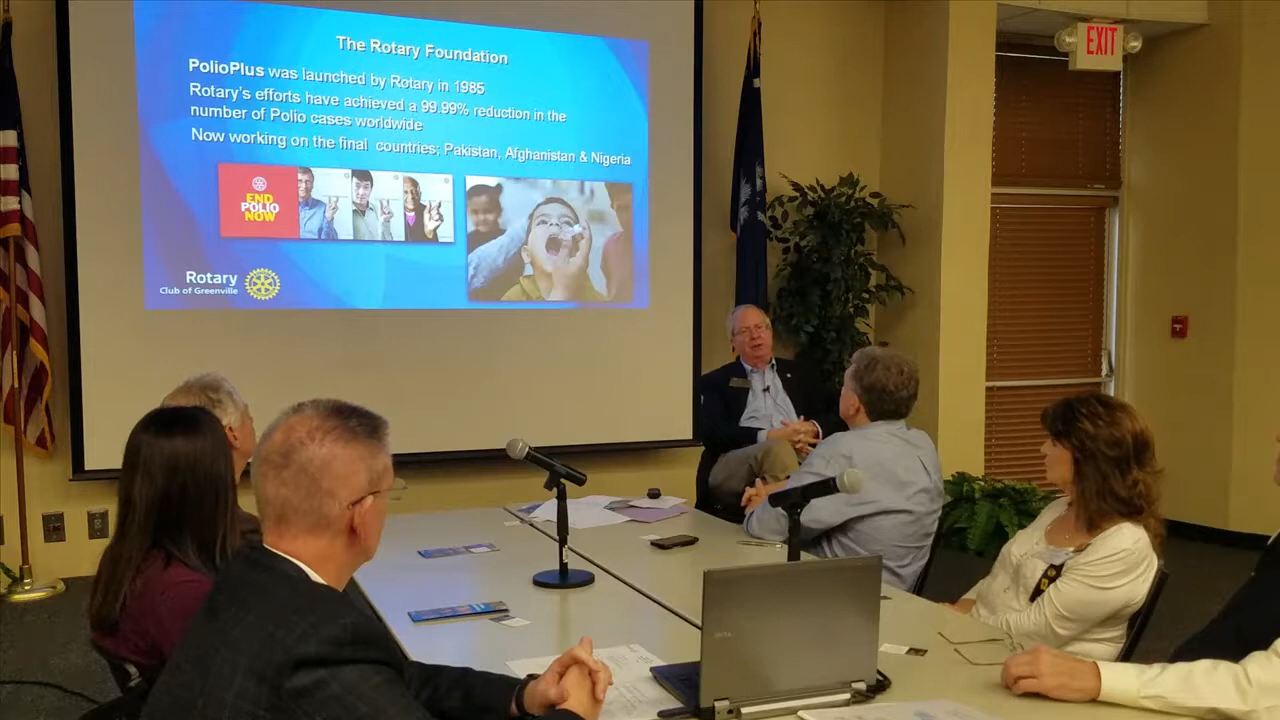 The Rotary Foundation
PolioPlus was launched by Rotary in 1985
Rotary's efforts have achieved a 99.99% reduction in the
number of Polio cases worldwide
Now working on the final countries; Pakistan, Afghanistan & Nigeria
END
POLIO
NOW
Rotary
Club of Greenville
EXIT